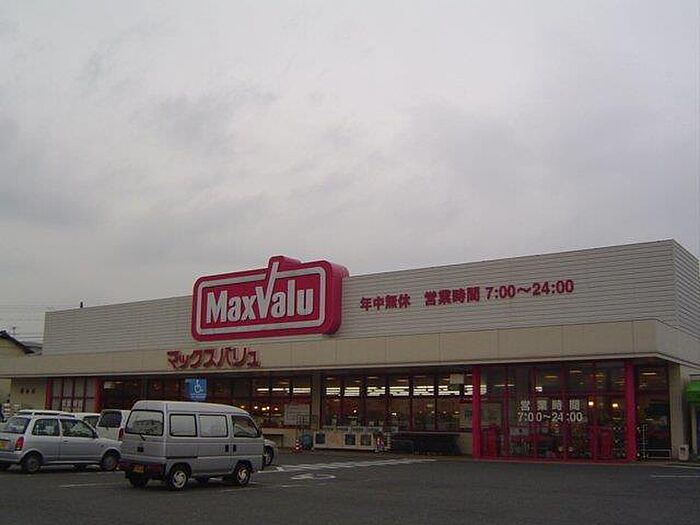 MaxValu
年中無休 営業時間 7:00～24:00
マックスバリュ
営業時間
7:00～24:00